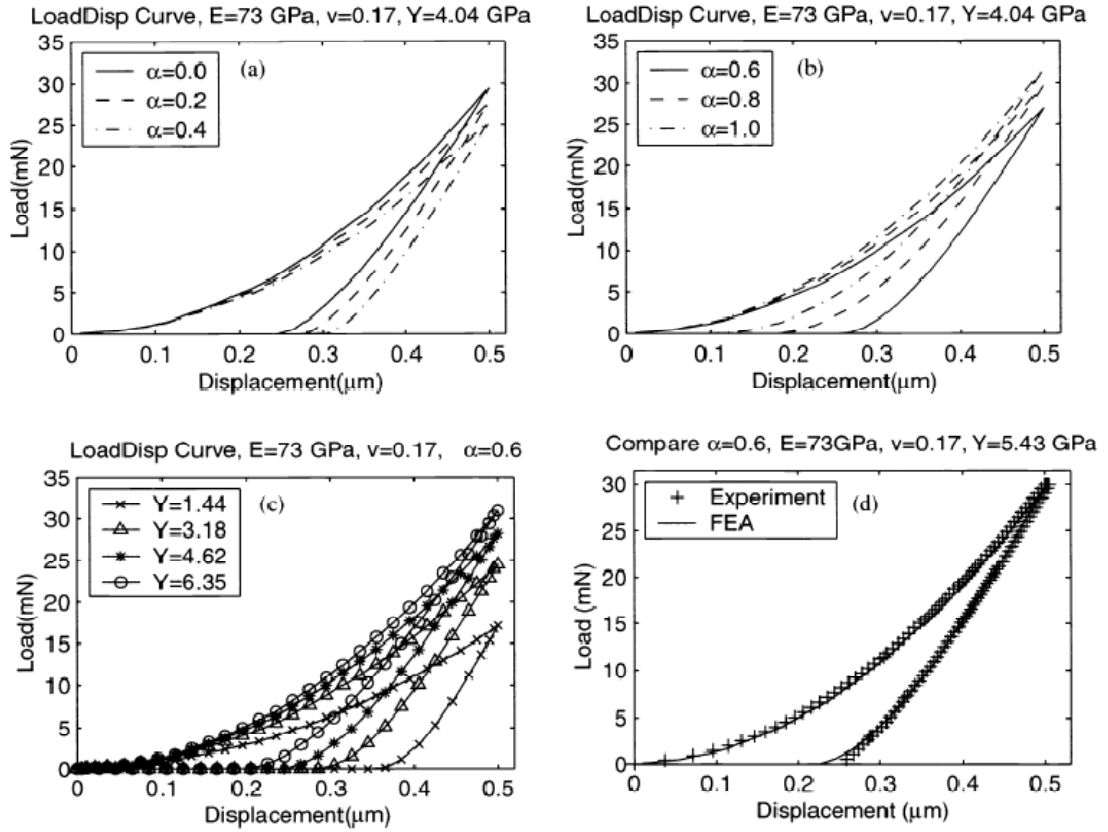 LoadDisp Curve, E=73 GPa, v=0.17, Y=4.04 GPa
35
30
25
20
15
10
5
0
Load(mN)
α=0.0
α=0.2
α=0.4
(a)
0
0.1
0.2
0.3
0.4
0.5
Displacement(μm)
LoadDisp Curve, E=73 GPa, v=0.17, Y=4.04 GPa
35
30
25
20
15
10
5
0
Load(mN)
α=0.6
α=0.8
α=1.0
(b)
0
0.1
0.2
0.3
0.4
0.5
Displacement(μm)
LoadDisp Curve, E=73 GPa, v=0.17, α=0.6
35
30
25
20
15
10
5
0
Load(mN)
Y=1.44
Y=3.18
Y=4.62
Y=6.35
(c)
0
0.1
0.2
0.3
0.4
0.5
Displacement(μm)
Compare α=0.6, E=73GPa, v=0.17, Y=5.43 GPa
35
30
25
20
15
10
5
0
Load (mN)
Experiment
FEA
(d)
0
0.1
0.2
0.3
0.4
0.5
Displacement (μm)